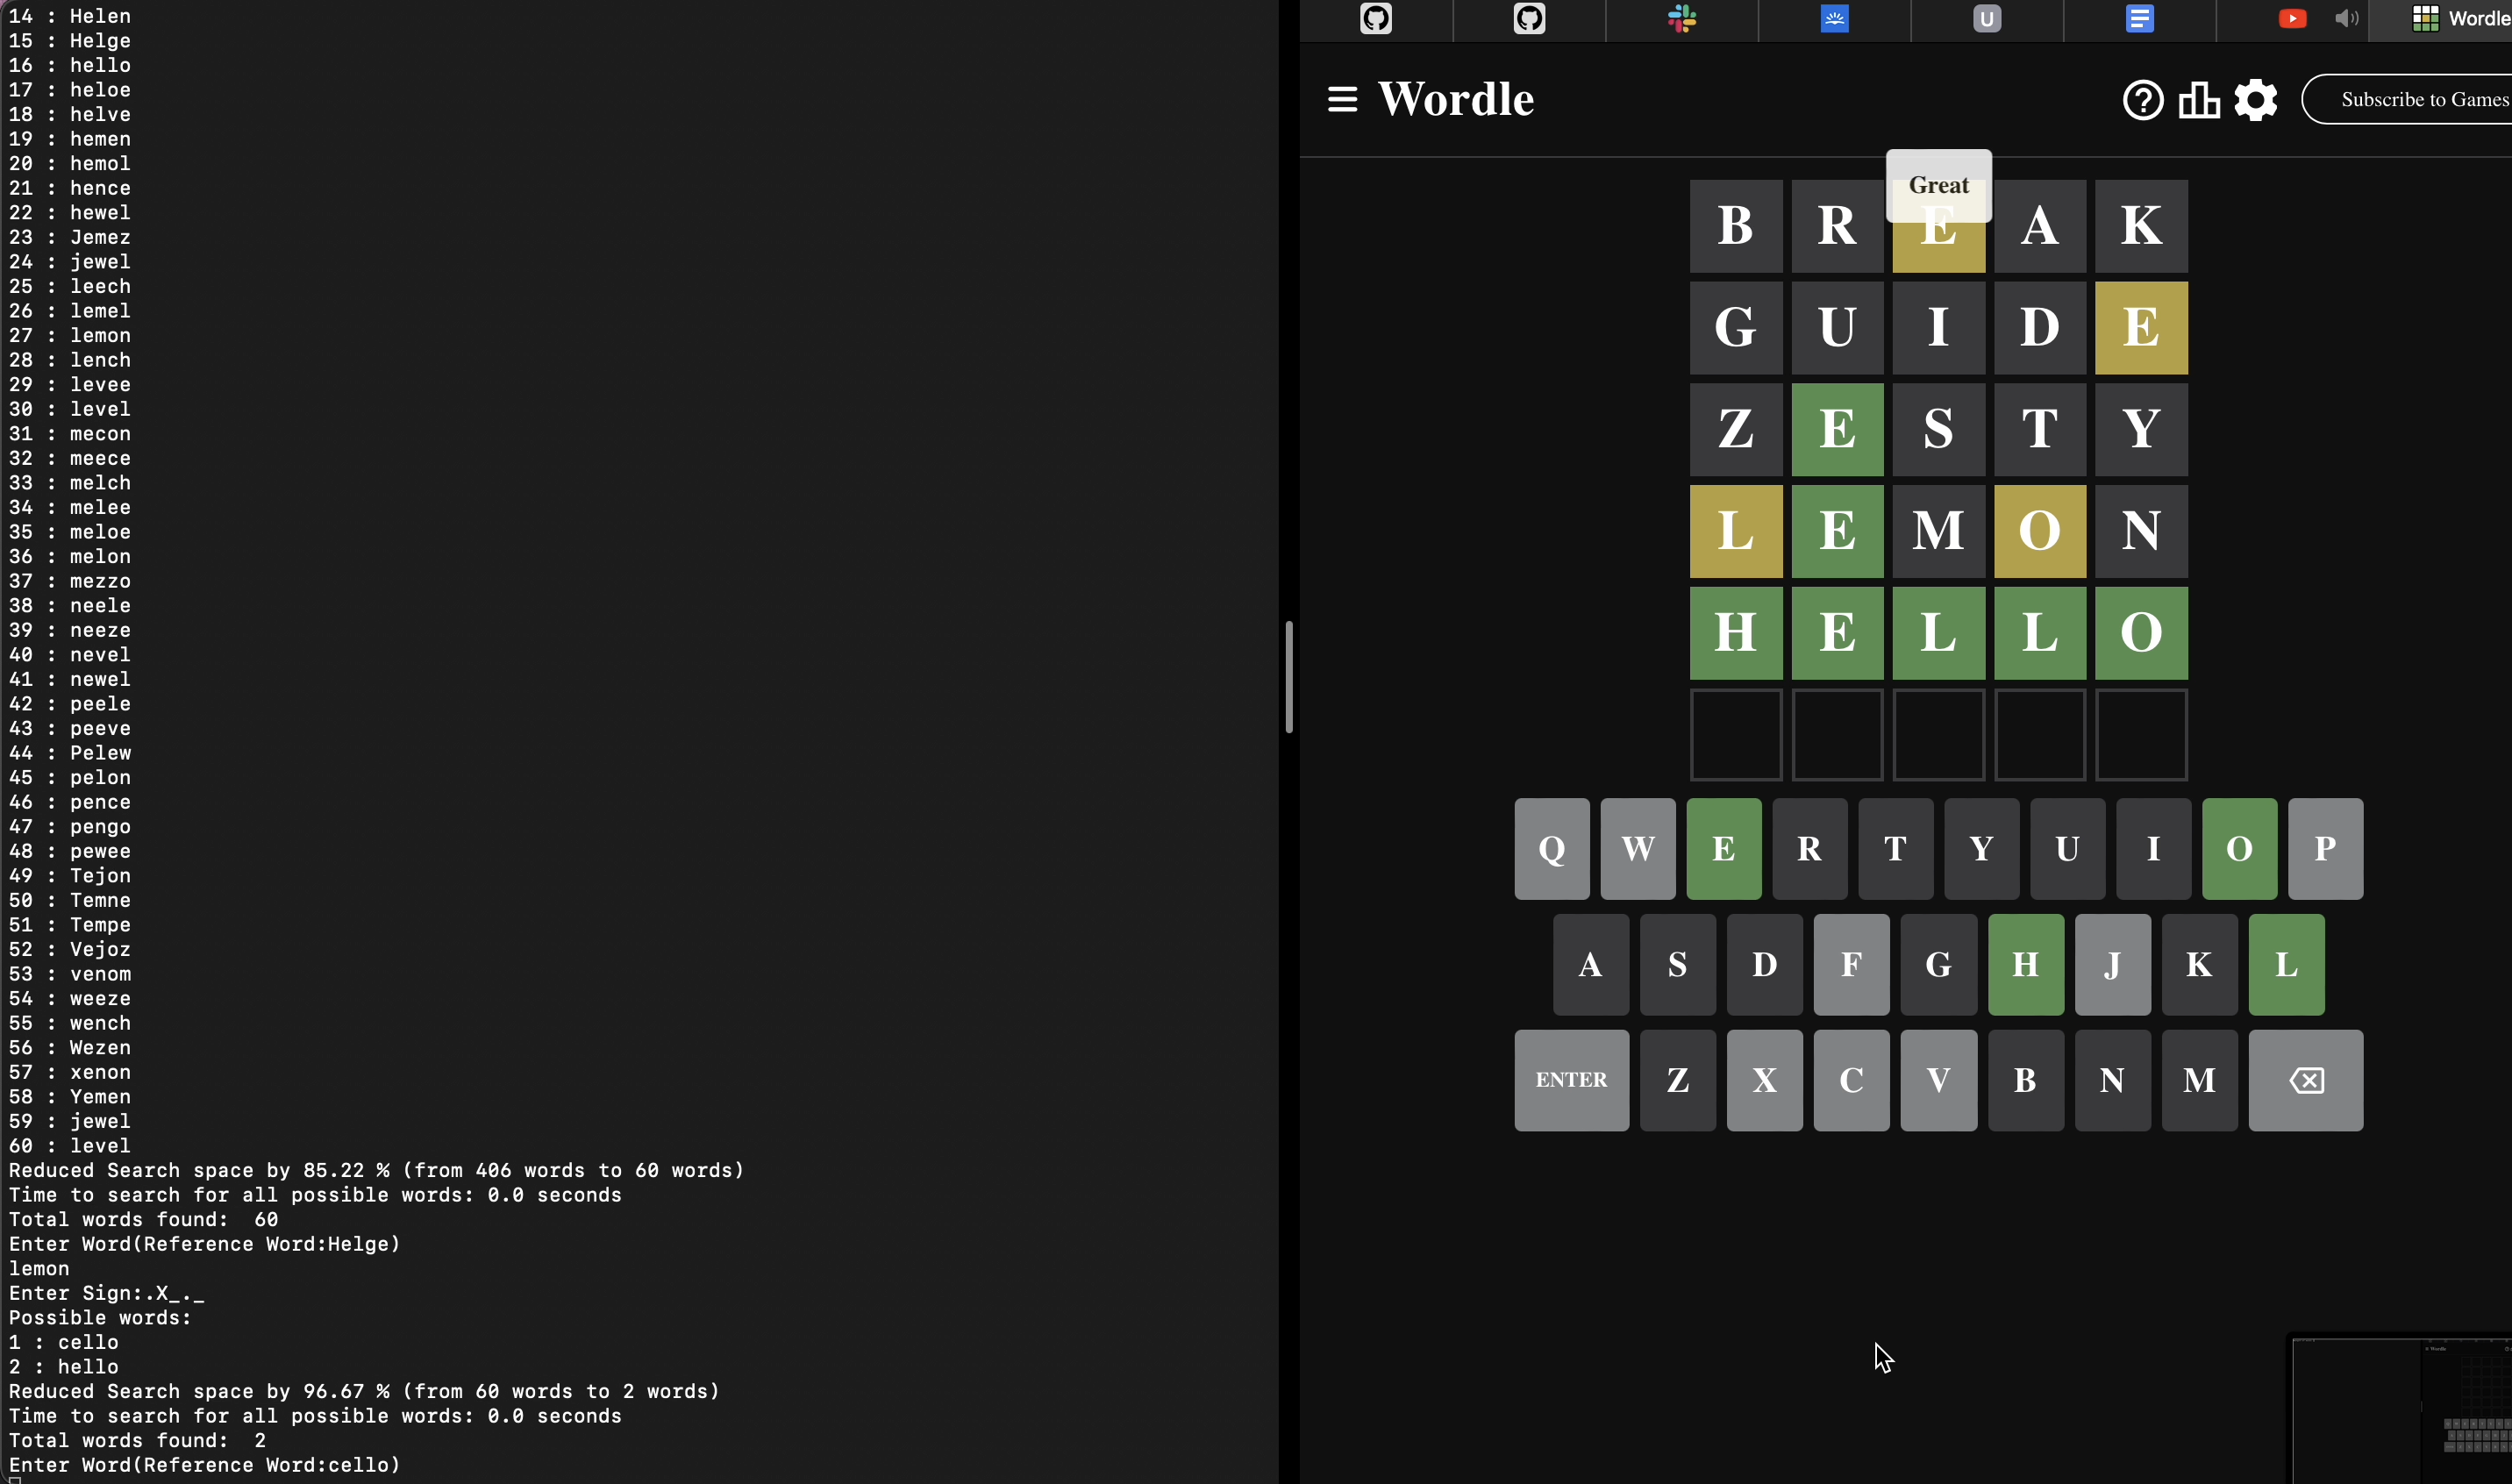 14 : Helen
15 : Helge
16 : hello
17 : heloe
18 : helve
19 : hemen
20 : hemol
21 : hence
22 : hewel
23 : Jemez
24 : jewel
25 : leech
26 : lemel
27 : lemon
28 : lench
29 : levee
30 : level
31 : mecon
32 : meece
33 : melch
34 : melee
35 : meloe
36 : melon
37 : mezzo
38 : neele
39 : neeze
40 : nevel
41 : newel
42 : peele
43 : peeve
44 : Pelew
45 : pelon
46 : pence
47 : pengo
48 : pewee
49 : Tejon
50 : Temne
51 : Tempe
52 : Vejoz
53 : venom
54 : weeze
55 : wench
56 : Wezen
57 : xenon
58 : Yemen
59 : jewel
60 : level
Reduced Search space by 85.22 % (from 406 words to 60 words)
Time to search for all possible words: 0.0 seconds
Total words found:  60
Enter Word(Reference Word:Helge)
lemon
Enter Sign:.X_._
Possible words:
1 : cello
2 : hello
Reduced Search space by 96.67 % (from 60 words to 2 words)
Time to search for all possible words: 0.0 seconds
Total words found:  2
Enter Word(Reference Word:cello)
U
Wordle
Wordle
Subscribe to Games
Great
B R E A K
G U I D E
Z E S T Y
L E M O N
H E L L O
Q W E R T Y U I O P
A S D F G H J K L
ENTER Z X C V B N M